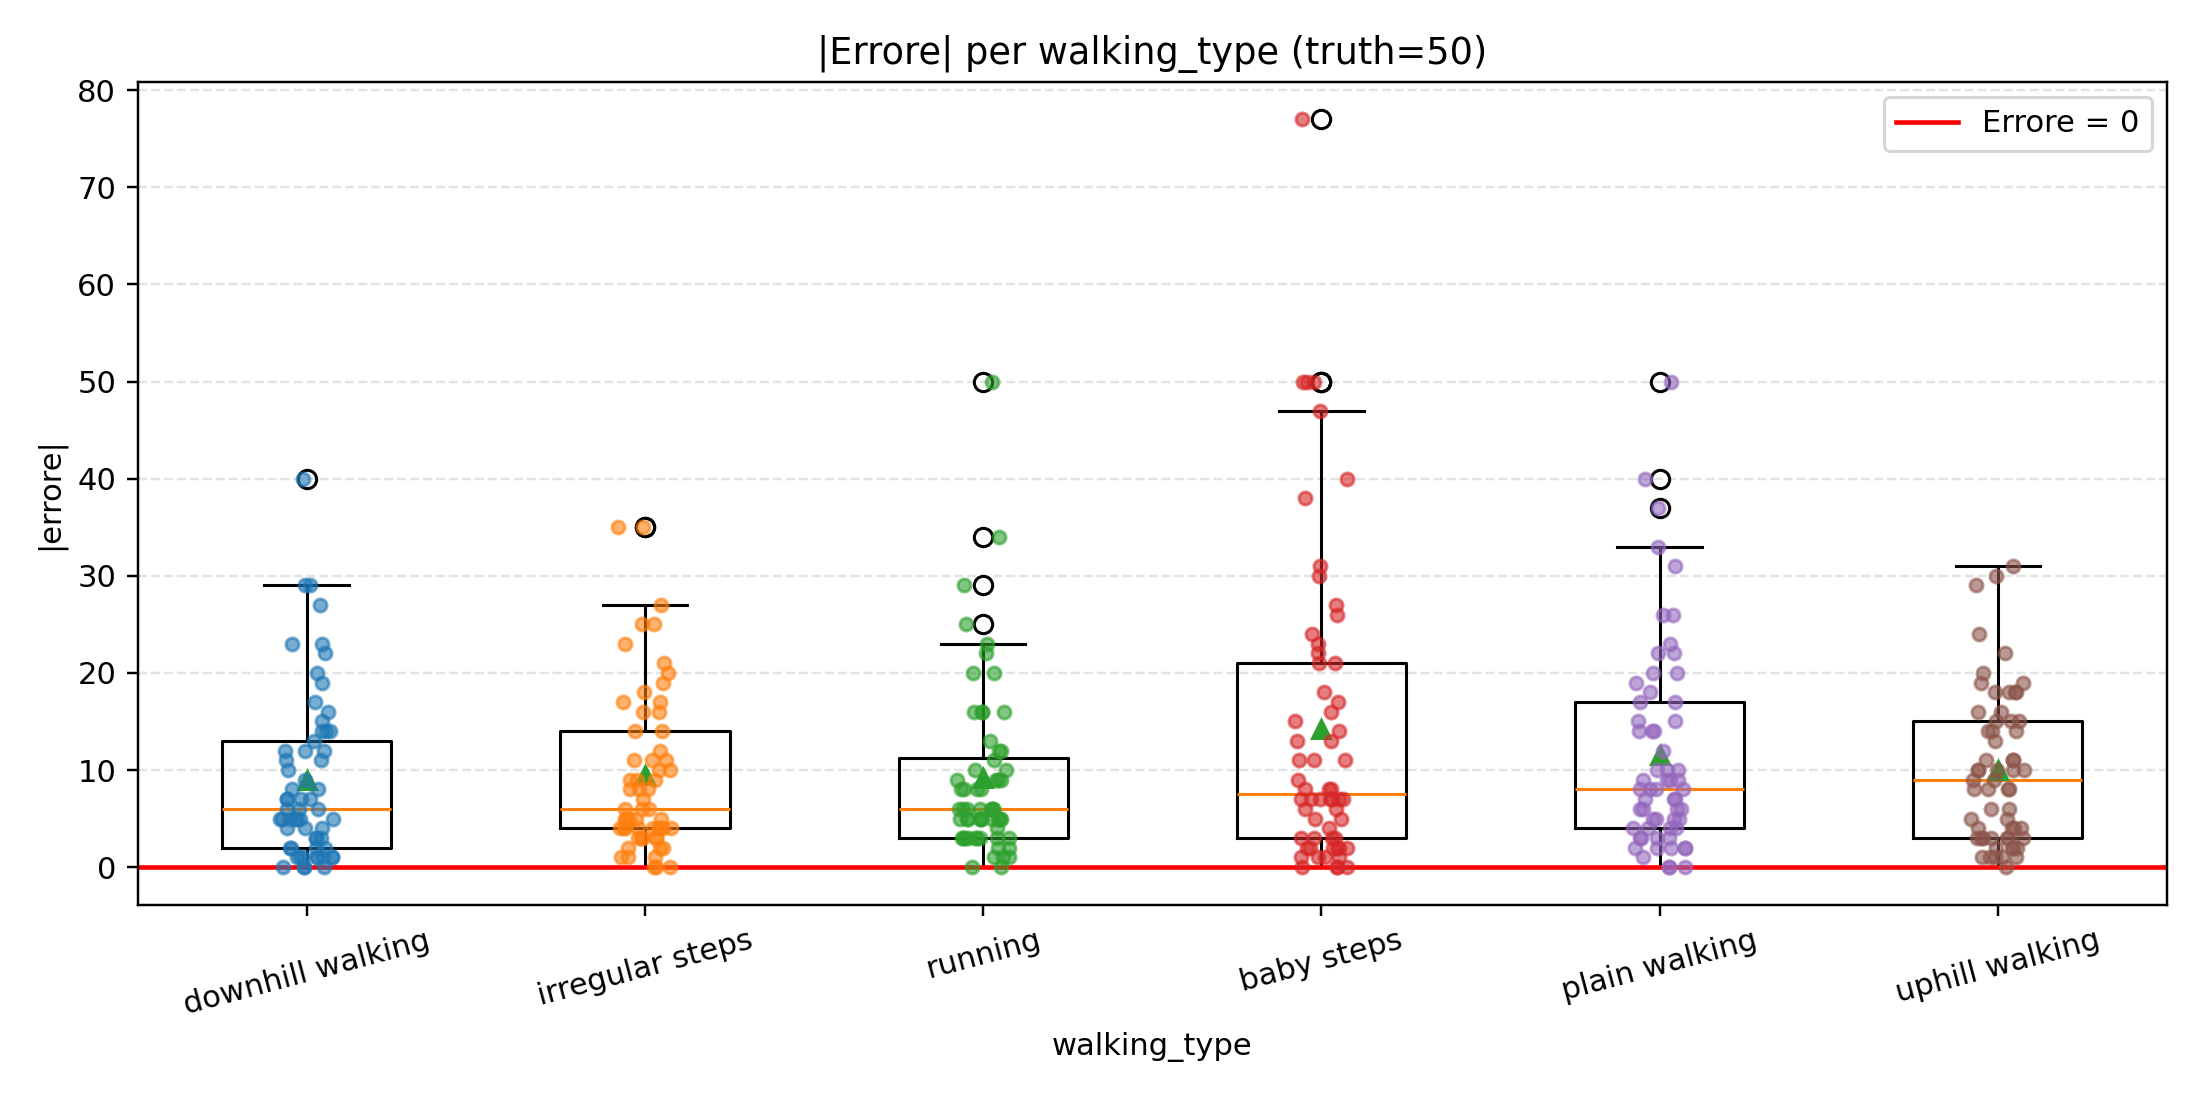 |Errore| per walking_type (truth=50)
Errore = 0
80
70
60
50
40
30
20
10
0
|errore|
downhill walking
irregular steps
running
baby steps
plain walking
uphill walking
walking_type